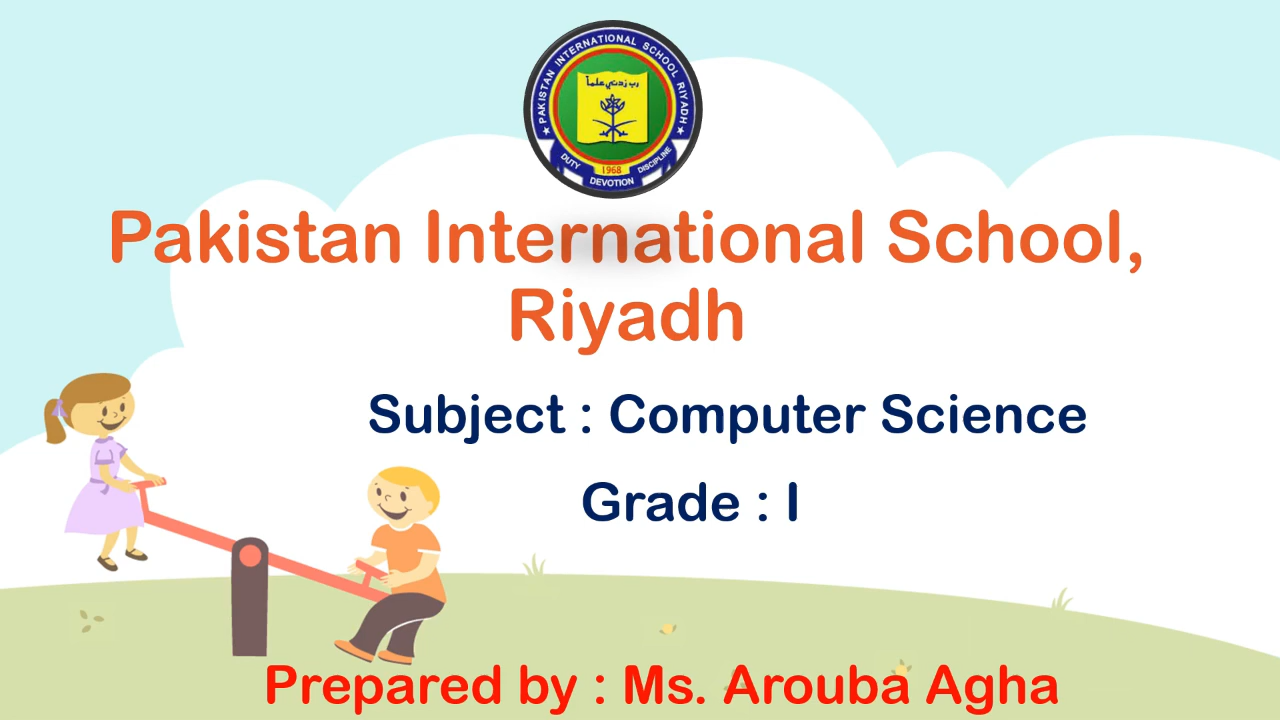 ★ PAKISTAN INTERNATIONAL SCHOOL RIYADH ★
رب زدني علماً
DUTY
1968
DISCIPLINE
DEVOTION
Pakistan International School,
Riyadh
Subject : Computer Science
Grade : I
Prepared by : Ms. Arouba Agha